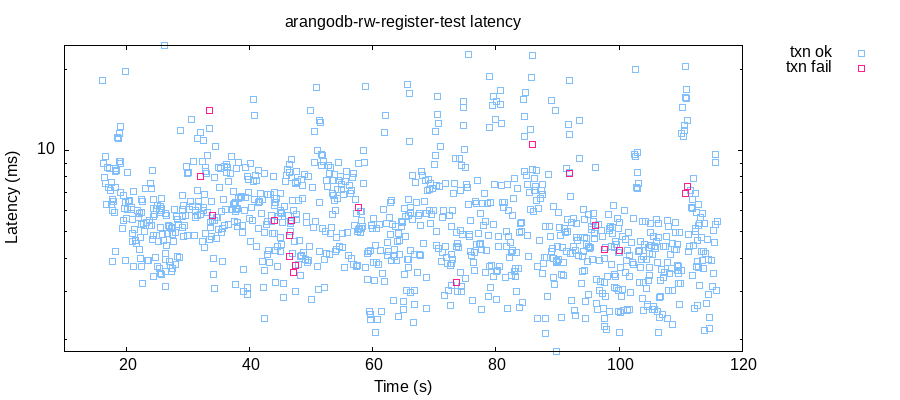 arangodb-rw-register-test latency
txn ok
txn fail
10
Latency (ms)
20 40 60 80 100 120
Time (s)